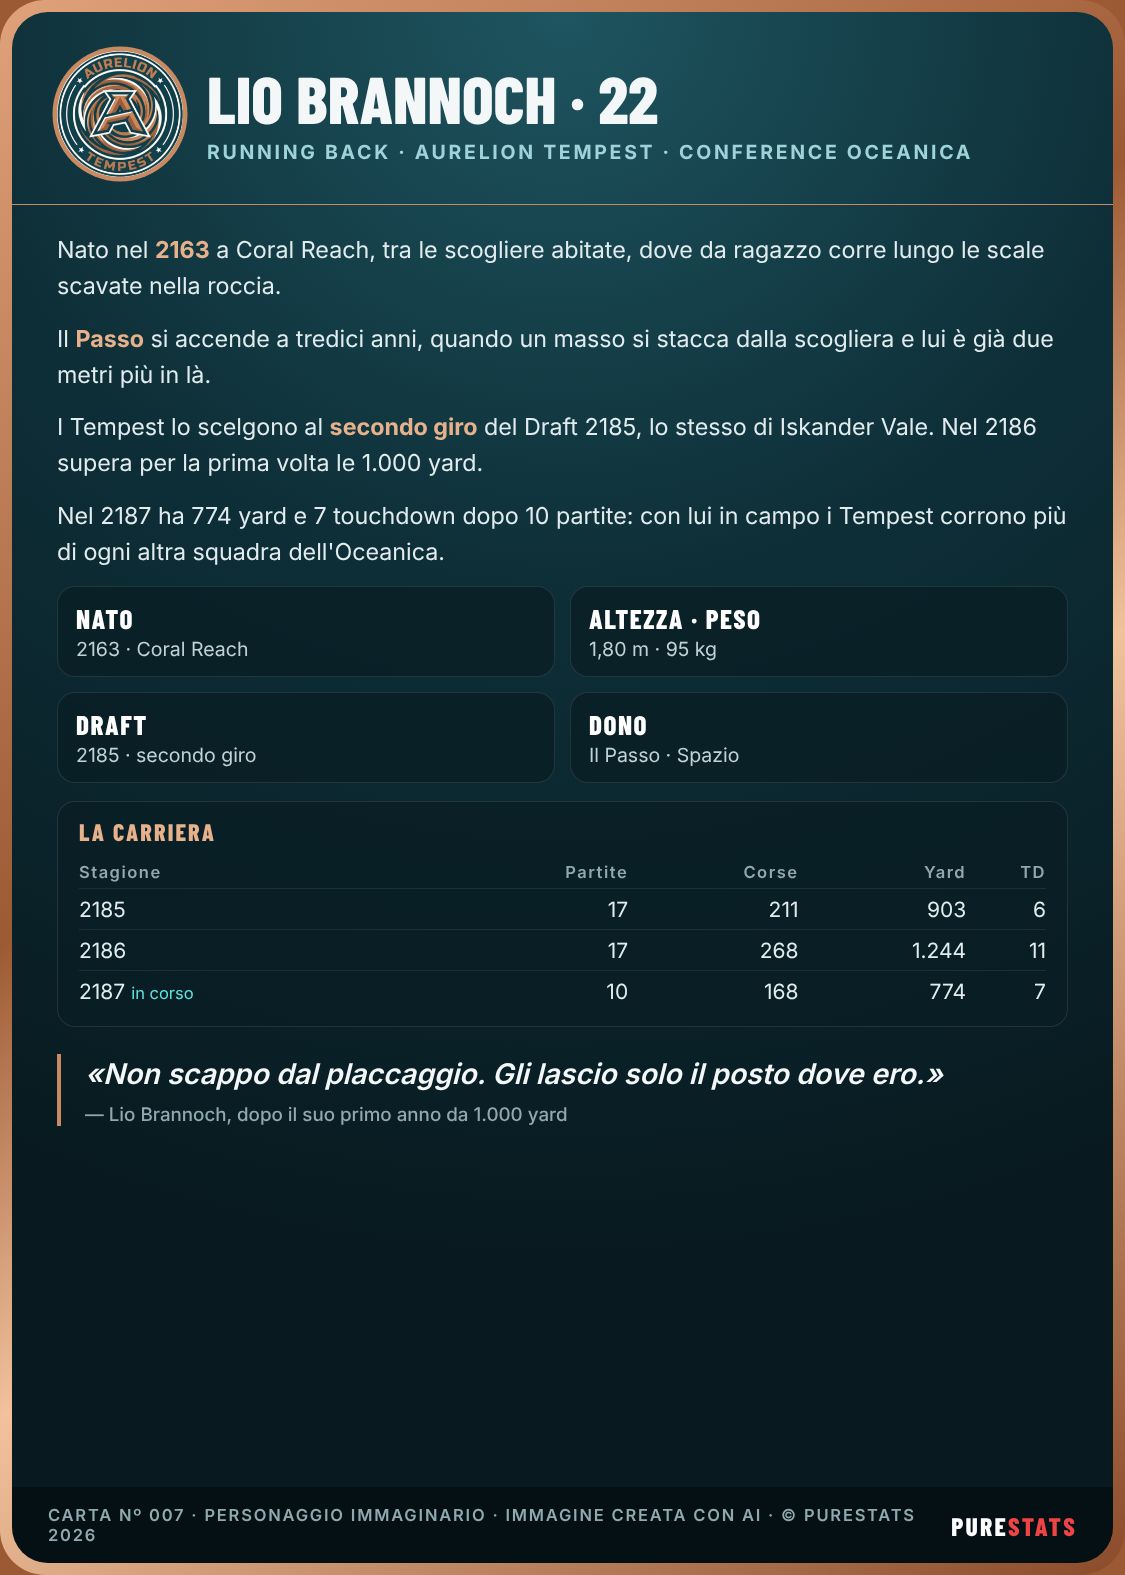 AURELION
A
TEMPEST
LIO BRANNOCH · 22
RUNNING BACK · AURELION TEMPEST · CONFERENCE OCEANICA
Nato nel 2163 a Coral Reach, tra le scogliere abitate, dove da ragazzo corre lungo le scale
scavate nella roccia.
Il Passo si accende a tredici anni, quando un masso si stacca dalla scogliera e lui è già due
metri più in là.
I Tempest lo scelgono al secondo giro del Draft 2185, lo stesso di Iskander Vale. Nel 2186
supera per la prima volta le 1.000 yard.
Nel 2187 ha 774 yard e 7 touchdown dopo 10 partite: con lui in campo i Tempest corrono più
di ogni altra squadra dell'Oceanica.
NATO
2163 · Coral Reach
ALTEZZA · PESO
1,80 m · 95 kg
DRAFT
2185 · secondo giro
DONO
Il Passo · Spazio
LA CARRIERA
Stagione Partite Corse Yard TD
2185 17 211 903 6
2186 17 268 1.244 11
2187 in corso 10 168 774 7
«Non scappo dal placcaggio. Gli lascio solo il posto dove ero.»
— Lio Brannoch, dopo il suo primo anno da 1.000 yard
CARTA Nº 007 · PERSONAGGIO IMMAGINARIO · IMMAGINE CREATA CON AI · © PURESTATS
2026
PURESTATS